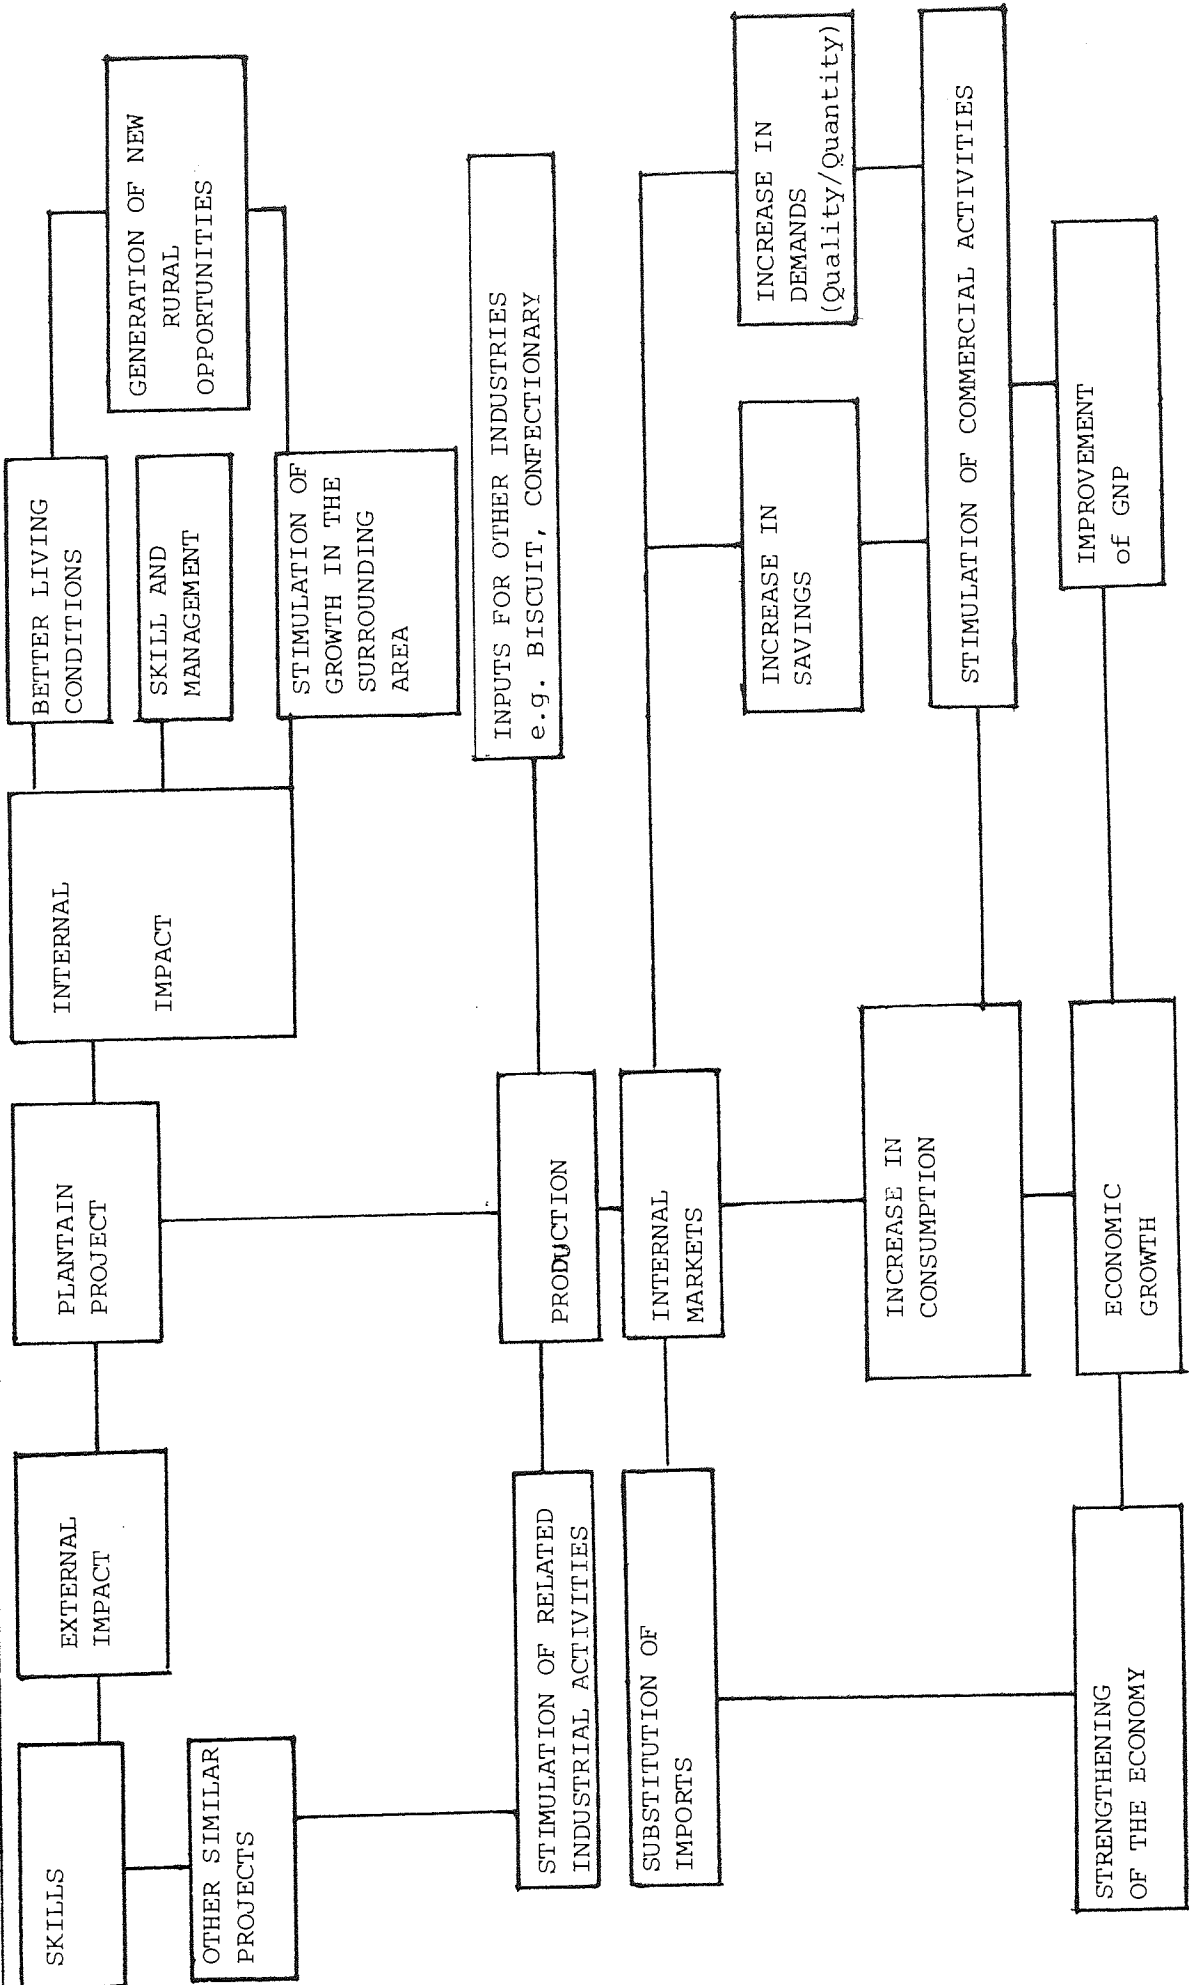 SKILLS
EXTERNAL
IMPACT
PLANTAIN
PROJECT
INTERNAL
IMPACT
BETTER LIVING
CONDITIONS
SKILL AND
MANAGEMENT
STIMULATION OF
GROWTH IN THE
SURROUNDING
AREA
GENERATION OF NEW
RURAL
OPPORTUNITIES
OTHER SIMILAR
PROJECTS
STIMULATION OF RELATED
INDUSTRIAL ACTIVITIES
PRODUCTION
INPUTS FOR OTHER INDUSTRIES
e.g. BISCUIT, CONFECTIONARY
SUBSTITUTION OF
IMPORTS
INTERNAL
MARKETS
INCREASE IN
SAVINGS
INCREASE IN
DEMANDS
(Quality/Quantity)
INCREASE IN
CONSUMPTION
STIMULATION OF COMMERCIAL ACTIVITIES
STRENGTHENING
OF THE ECONOMY
ECONOMIC
GROWTH
IMPROVEMENT
of GNP